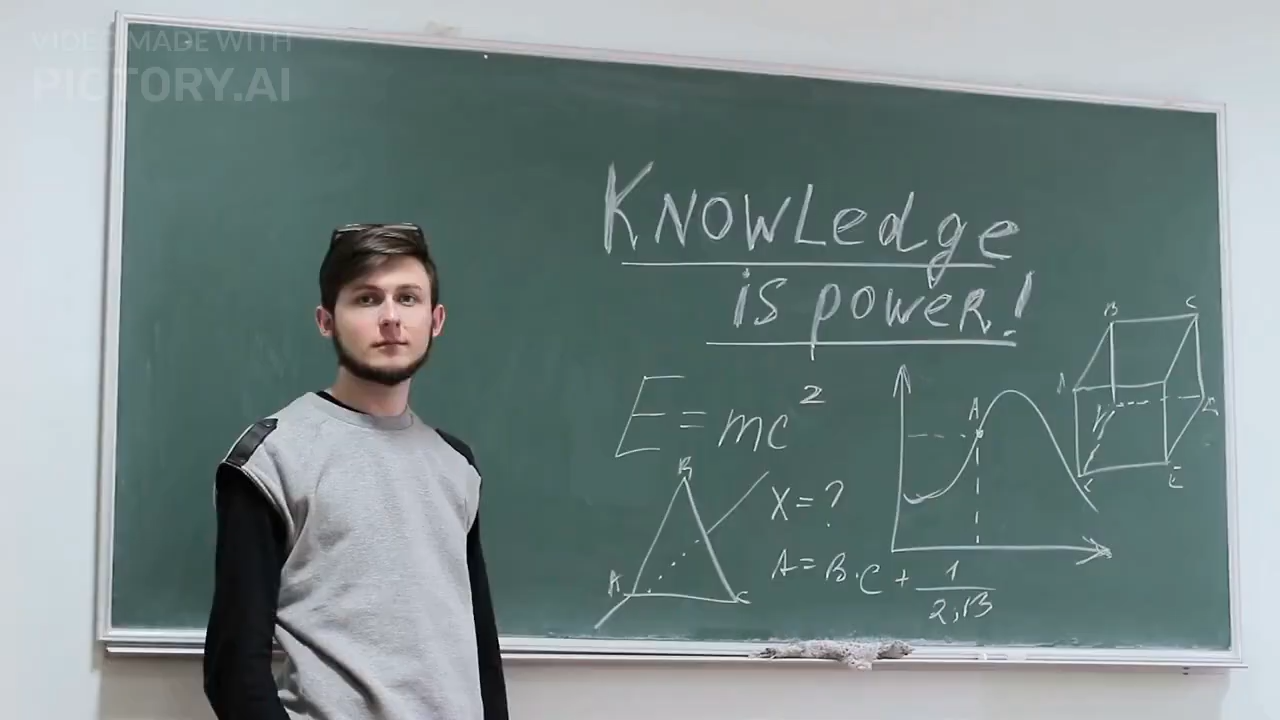 VIDEO MADE WITH
PICTORY.AI
Knowledge
is power!
E = mc²
B
A
C
X = ?
A = B · C + 1/2,13
A
B
C
E